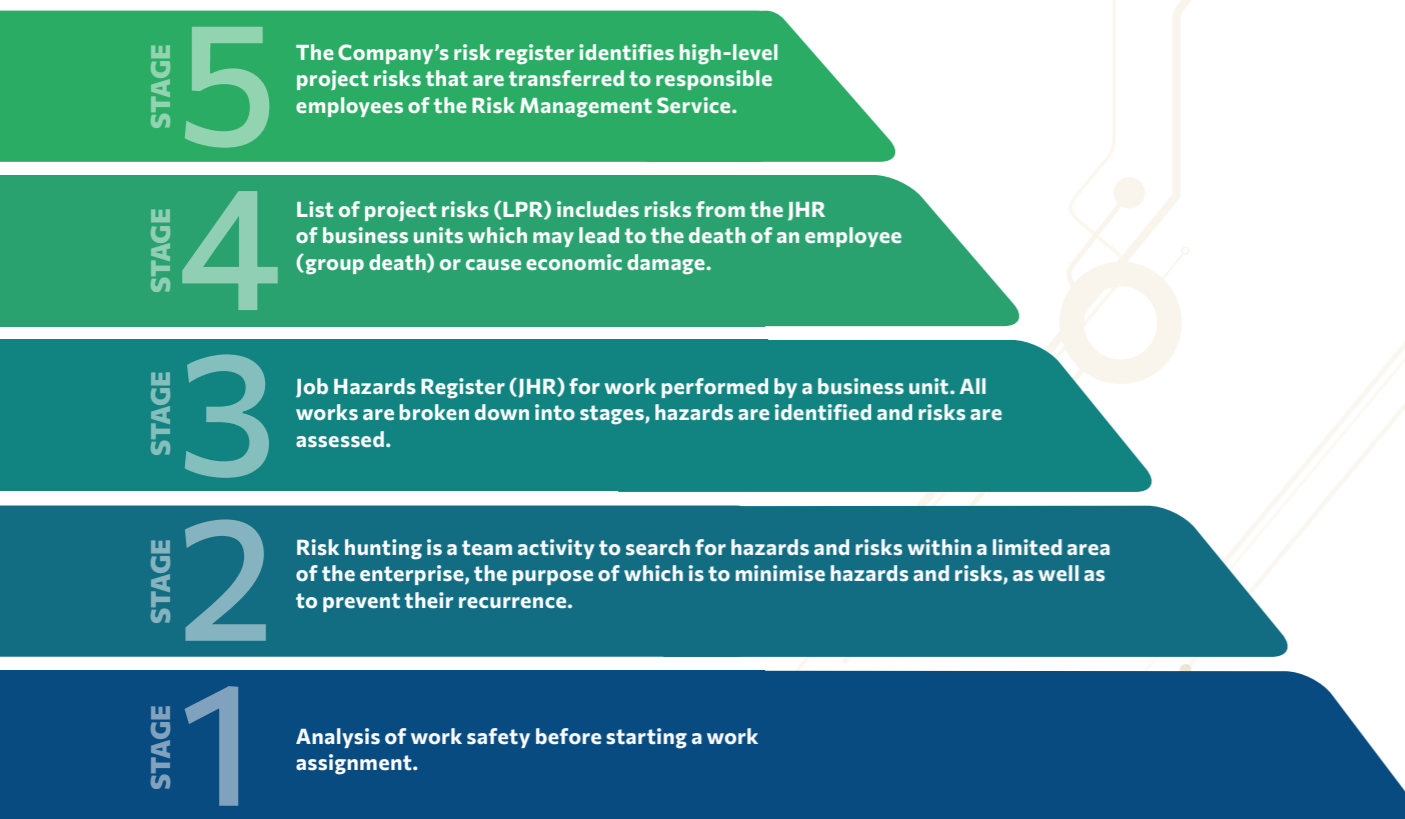 STAGE 5
The Company's risk register identifies high-level
project risks that are transferred to responsible
employees of the Risk Management Service.
STAGE 4
List of project risks (LPR) includes risks from the JHR
of business units which may lead to the death of an employee
(group death) or cause economic damage.
STAGE 3
Job Hazards Register (JHR) for work performed by a business unit. All
works are broken down into stages, hazards are identified and risks are
assessed.
STAGE 2
Risk hunting is a team activity to search for hazards and risks within a limited area
of the enterprise, the purpose of which is to minimise hazards and risks, as well as
to prevent their recurrence.
STAGE 1
Analysis of work safety before starting a work
assignment.